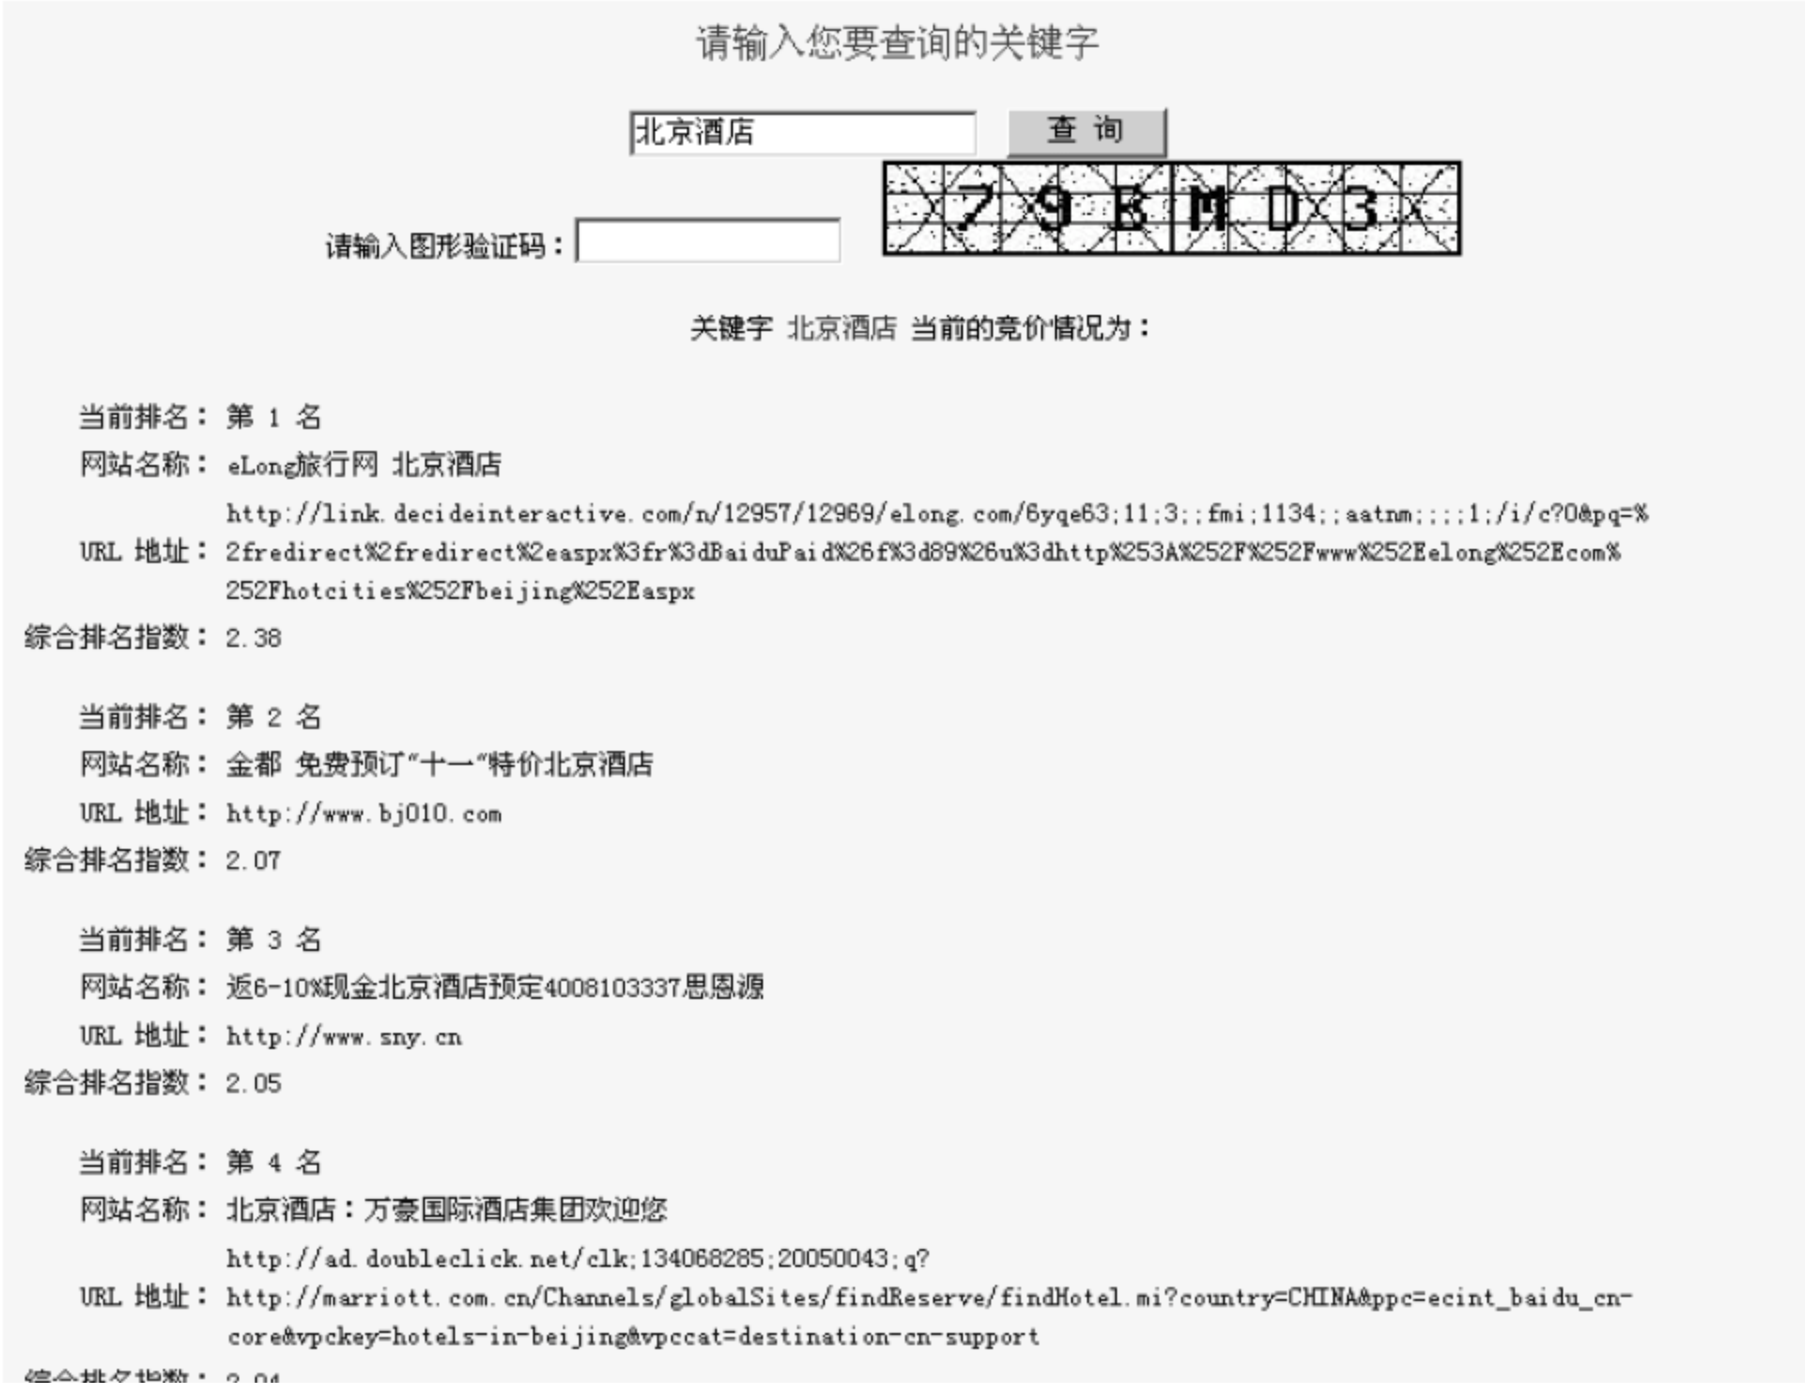 请输入您要查询的关键字
北京酒店 查 询
79BMD3
请输入图形验证码：
关键字 北京酒店 当前的竞价情况为：
当前排名： 第 1 名
网站名称： eLong旅行网 北京酒店
http://link.decideinteractive.com/n/12957/12969/elong.com/6yqe63;11;3;;fmi;1134;;aatnm;;;;1;/i/c?0&pq=%
URL 地址： 2fredirect%2fredirect%2easpx%3fr%3dBaiduPaid%26f%3d89%26u%3dhttp%253A%252F%252Fwww%252Eelong%252Ecom%
252Fhotcities%252Fbeijing%252Easpx
综合排名指数： 2.38
当前排名： 第 2 名
网站名称： 金都 免费预订"十一"特价北京酒店
URL 地址： http://www.bj010.com
综合排名指数： 2.07
当前排名： 第 3 名
网站名称： 返6-10%现金北京酒店预定4008103337思恩源
URL 地址： http://www.sny.cn
综合排名指数： 2.05
当前排名： 第 4 名
网站名称： 北京酒店：万豪国际酒店集团欢迎您
http://ad.doubleclick.net/clk;134068285;20050043;q?
URL 地址： http://marriott.com.cn/Channels/globalSites/findReserve/findHotel.mi?country=CHINA&ppc=ecint_baidu_cn-
core&vpckey=hotels-in-beijing&vpccat=destination-cn-support
综合排名指数： 2.04